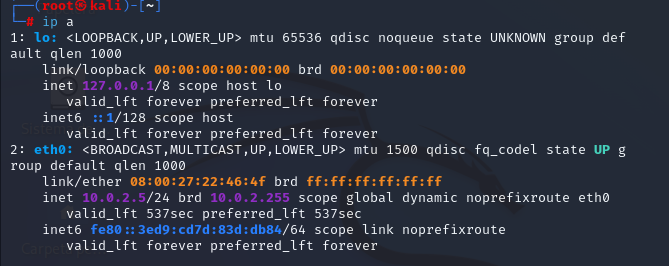 ┌──(root㉿kali)-[~]
└─# ip a
1: lo: <LOOPBACK,UP,LOWER_UP> mtu 65536 qdisc noqueue state UNKNOWN group def
ault qlen 1000
    link/loopback 00:00:00:00:00:00 brd 00:00:00:00:00:00
    inet 127.0.0.1/8 scope host lo
       valid_lft forever preferred_lft forever
    inet6 ::1/128 scope host
       valid_lft forever preferred_lft forever
2: eth0: <BROADCAST,MULTICAST,UP,LOWER_UP> mtu 1500 qdisc fq_codel state UP g
roup default qlen 1000
    link/ether 08:00:27:22:46:4f brd ff:ff:ff:ff:ff:ff
    inet 10.0.2.5/24 brd 10.0.2.255 scope global dynamic noprefixroute eth0
       valid_lft 537sec preferred_lft 537sec
    inet6 fe80::3ed9:cd7d:83d:db84/64 scope link noprefixroute
       valid_lft forever preferred_lft forever